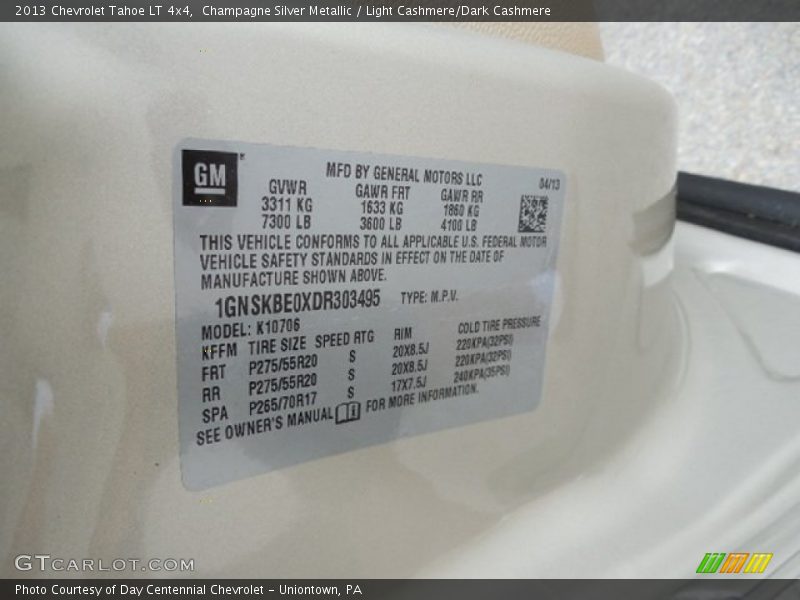 2013 Chevrolet Tahoe LT 4x4,  Champagne Silver Metallic / Light Cashmere/Dark Cashmere
GM
MFD BY GENERAL MOTORS LLC
04/13
GVWR GAWR FRT GAWR RR
3311 KG 1633 KG 1860 KG
7300 LB 3600 LB 4100 LB
THIS VEHICLE CONFORMS TO ALL APPLICABLE U.S. FEDERAL MOTOR
VEHICLE SAFETY STANDARDS IN EFFECT ON THE DATE OF
MANUFACTURE SHOWN ABOVE.
1GNSKBE0XDR303495 TYPE: M.P.V.
MODEL: K10706
KFFM TIRE SIZE SPEED RTG RIM COLD TIRE PRESSURE
FRT P275/55R20 S 20X8.5J 220KPA(32PSI)
RR P275/55R20 S 20X8.5J 220KPA(32PSI)
SPA P265/70R17 S 17X7.5J 240KPA(35PSI)
SEE OWNER'S MANUAL FOR MORE INFORMATION.
GTCARLOT.COM
Photo Courtesy of Day Centennial Chevrolet - Uniontown, PA